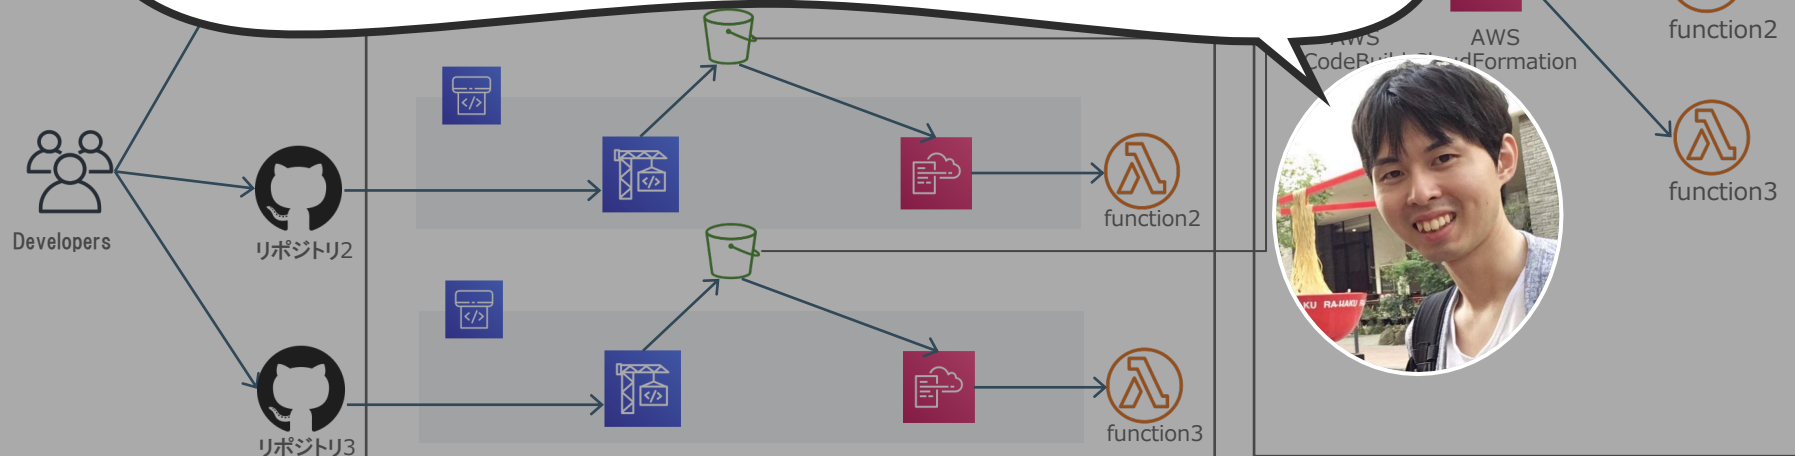 function2
AWS
AWS
CodeBuild
CloudFormation
function3
Developers
リポジトリ2
function2
リポジトリ3
function3